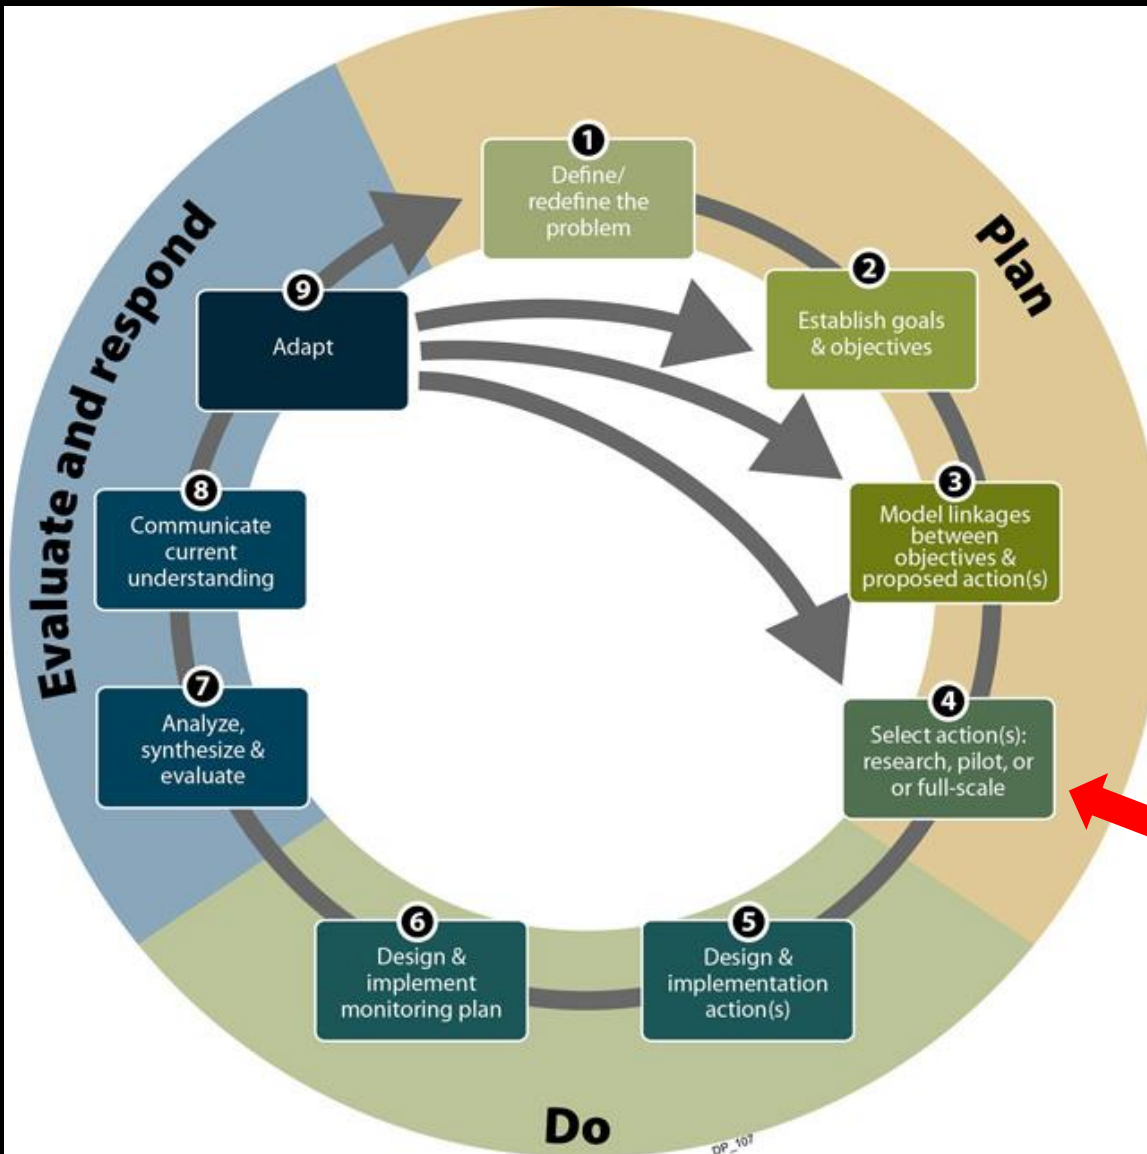 1
Define/
redefine the
problem
2
Establish goals
& objectives
3
Model linkages
between
objectives &
proposed action(s)
4
Select action(s):
research, pilot, or
or full-scale
5
Design &
implementation
action(s)
6
Design &
implement
monitoring plan
7
Analyze,
synthesize &
evaluate
8
Communicate
current
understanding
9
Adapt
Plan
Do
Evaluate and respond
DP_107